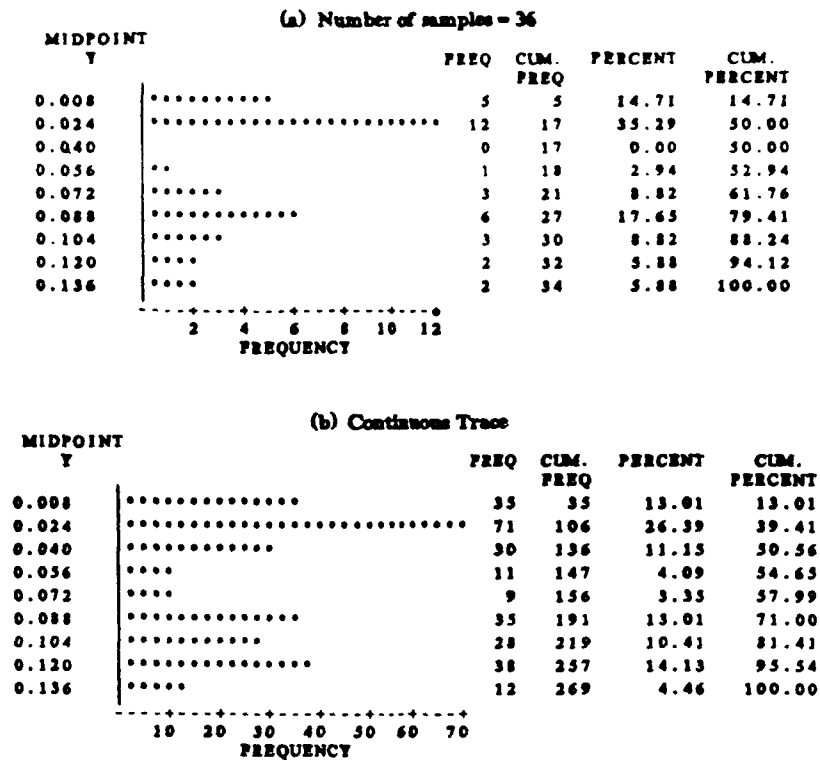 (a) Number of samples = 36
MIDPOINT
Y
FREQ CUM. PERCENT CUM.
FREQ PERCENT
0.008 5 5 14.71 14.71
0.024 12 17 35.29 50.00
0.040 0 17 0.00 50.00
0.056 1 18 2.94 52.94
0.072 3 21 8.82 61.76
0.088 6 27 17.65 79.41
0.104 3 30 8.82 88.24
0.120 2 32 5.88 94.12
0.136 2 34 5.88 100.00
2 4 6 8 10 12
FREQUENCY
(b) Continuous Trace
MIDPOINT
Y
FREQ CUM. PERCENT CUM.
FREQ PERCENT
0.008 35 35 13.01 13.01
0.024 71 106 26.39 39.41
0.040 30 136 11.15 50.56
0.056 11 147 4.09 54.65
0.072 9 156 3.35 57.99
0.088 35 191 13.01 71.00
0.104 28 219 10.41 81.41
0.120 38 257 14.13 95.54
0.136 12 269 4.46 100.00
10 20 30 40 50 60 70
FREQUENCY